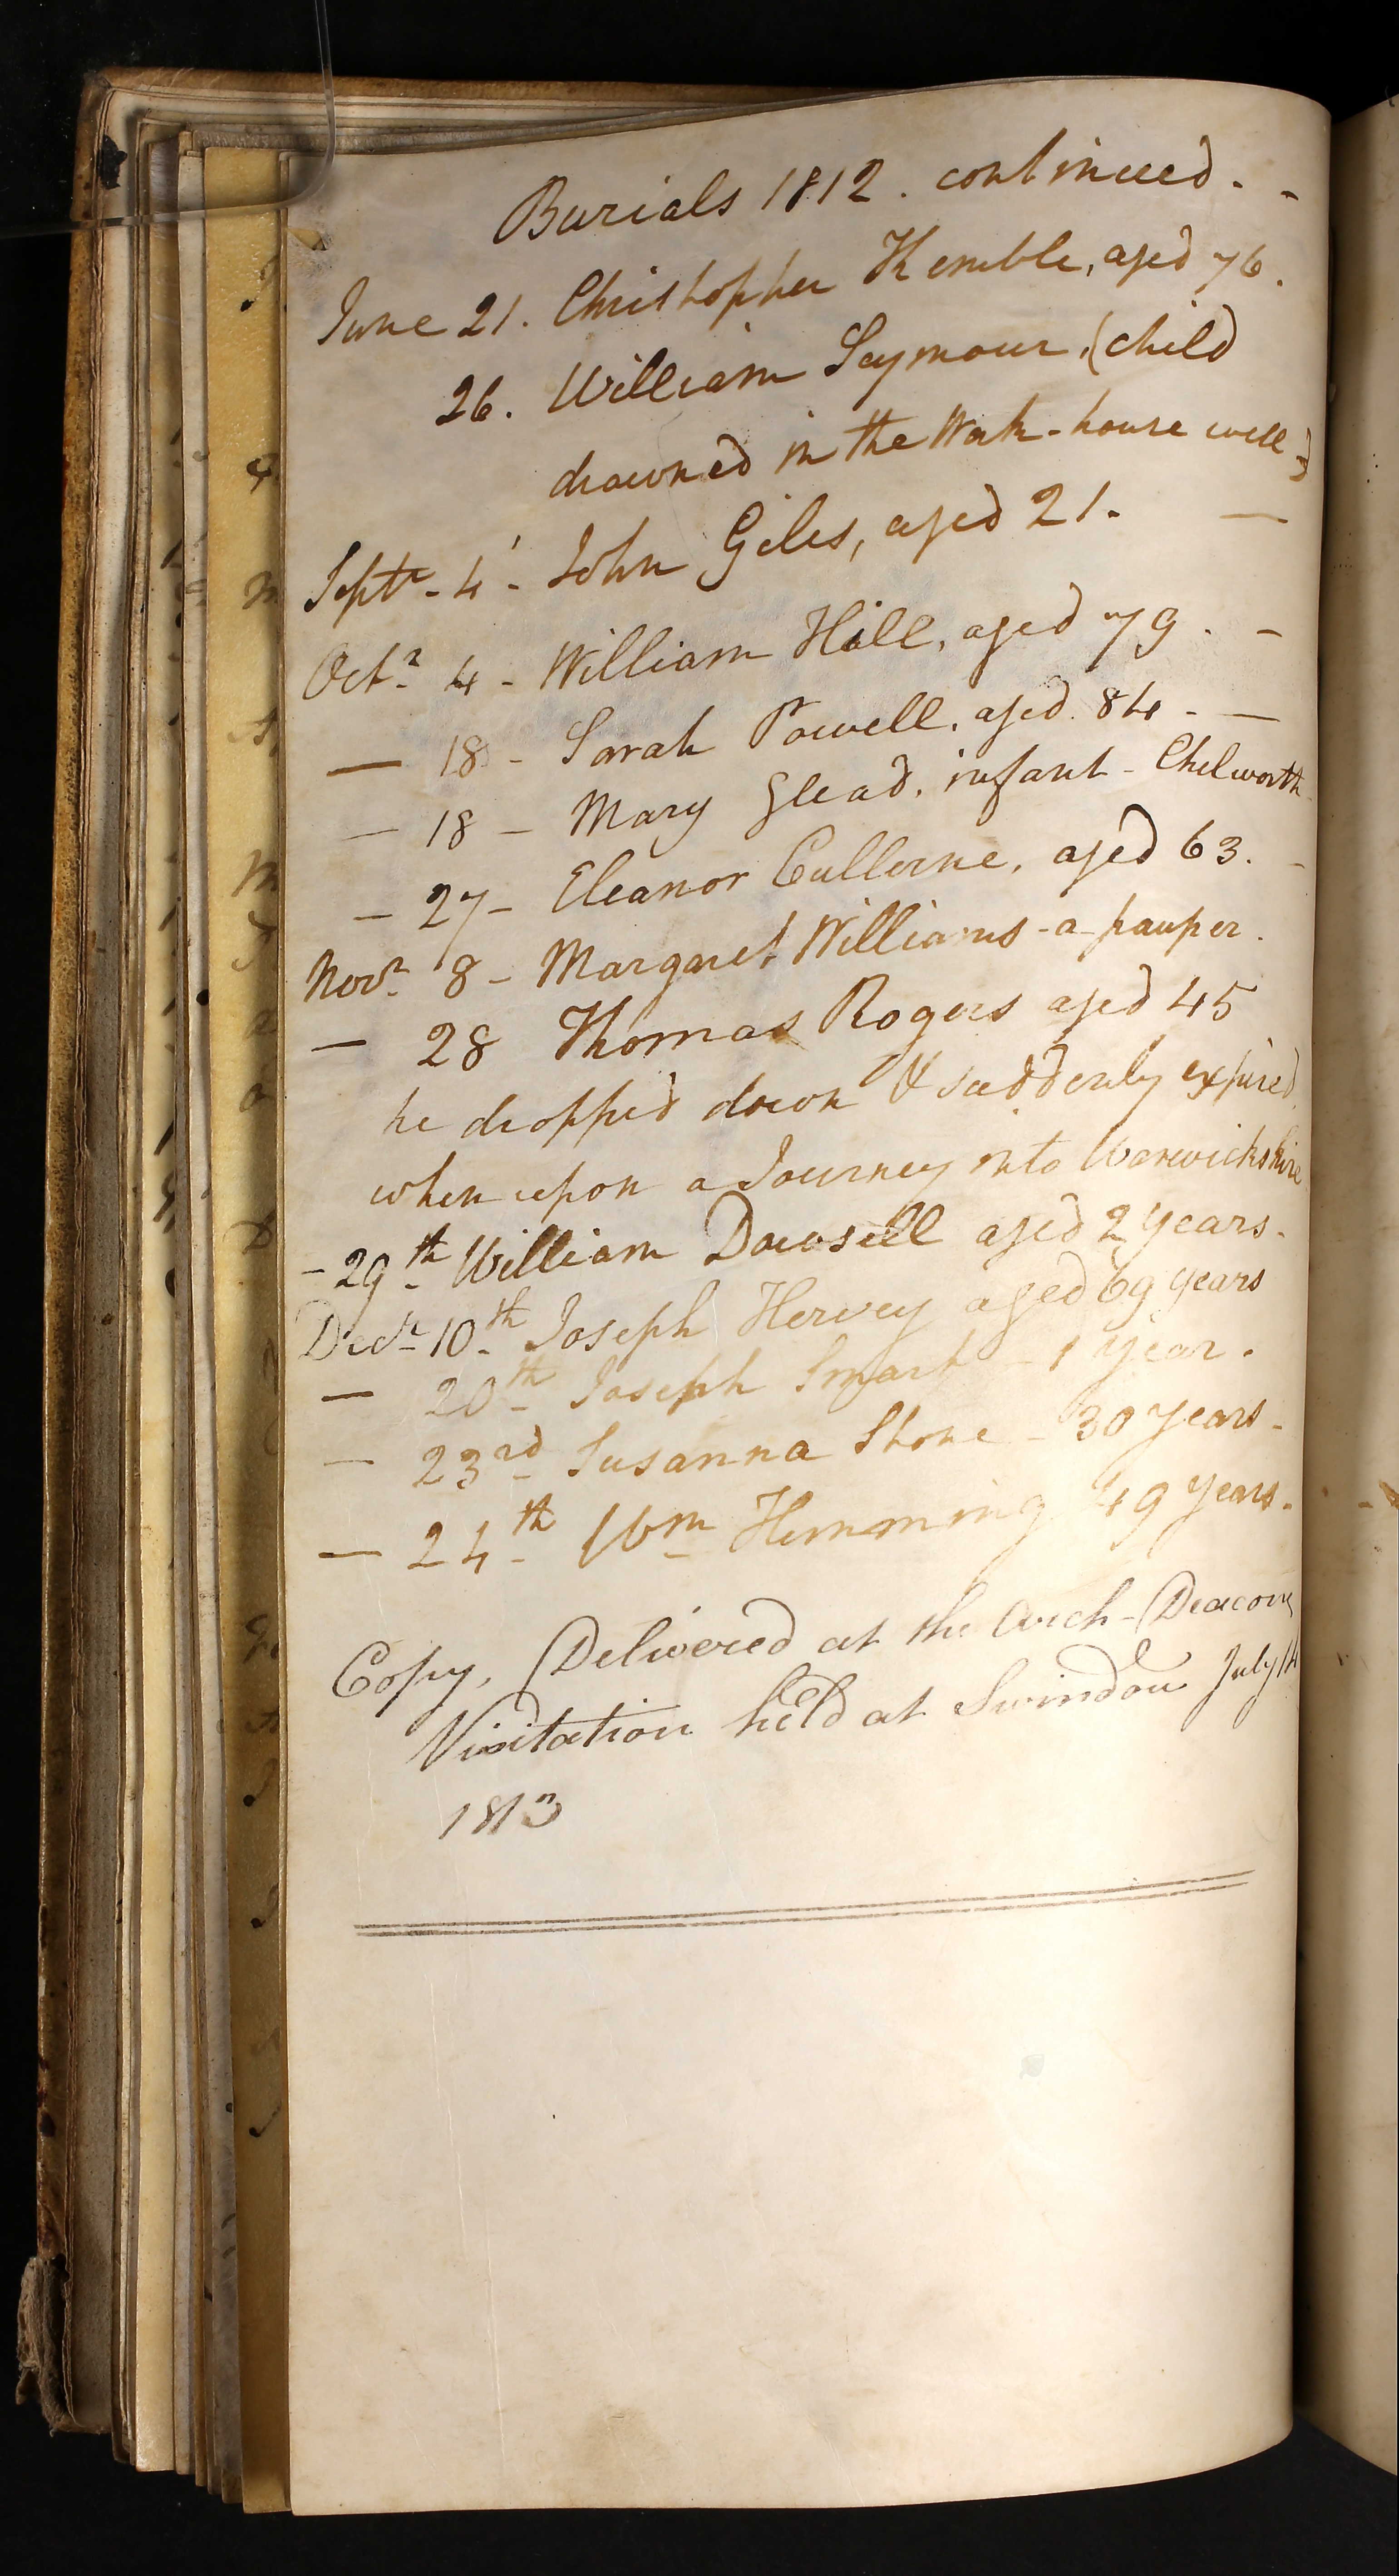 Burials 1812. continued. -
June 21. Christopher Kemble, aged 76.
26. William Seymour, (child
drowned in the Work-house well)
Septr. 4 - John Giles, aged 21. —
Octr. 4 - William Hill, aged 79. -
— 18 - Sarah Powell, aged 84 - —
— 18 — Mary Glead, infant - Chelworth
— 27 - Eleanor Cullerne, aged 63. -
Novr. 8 - Margaret Williams - a - pauper.
— 28 Thomas Rogers aged 45
he dropped down & suddenly expired
when upon a Journey into Warwickshire
- 29th William Dowsell aged 2 years.
Decr. 10th Joseph Hervey aged 69 years
— 20th Joseph Smart - 1 year.
— 23rd Susanna Stone - 30 years -
— 24th Wm Hemming 49 years.
Copy, Delivered at the Arch-Deacons
Visitation held at Swindon July 14
1813